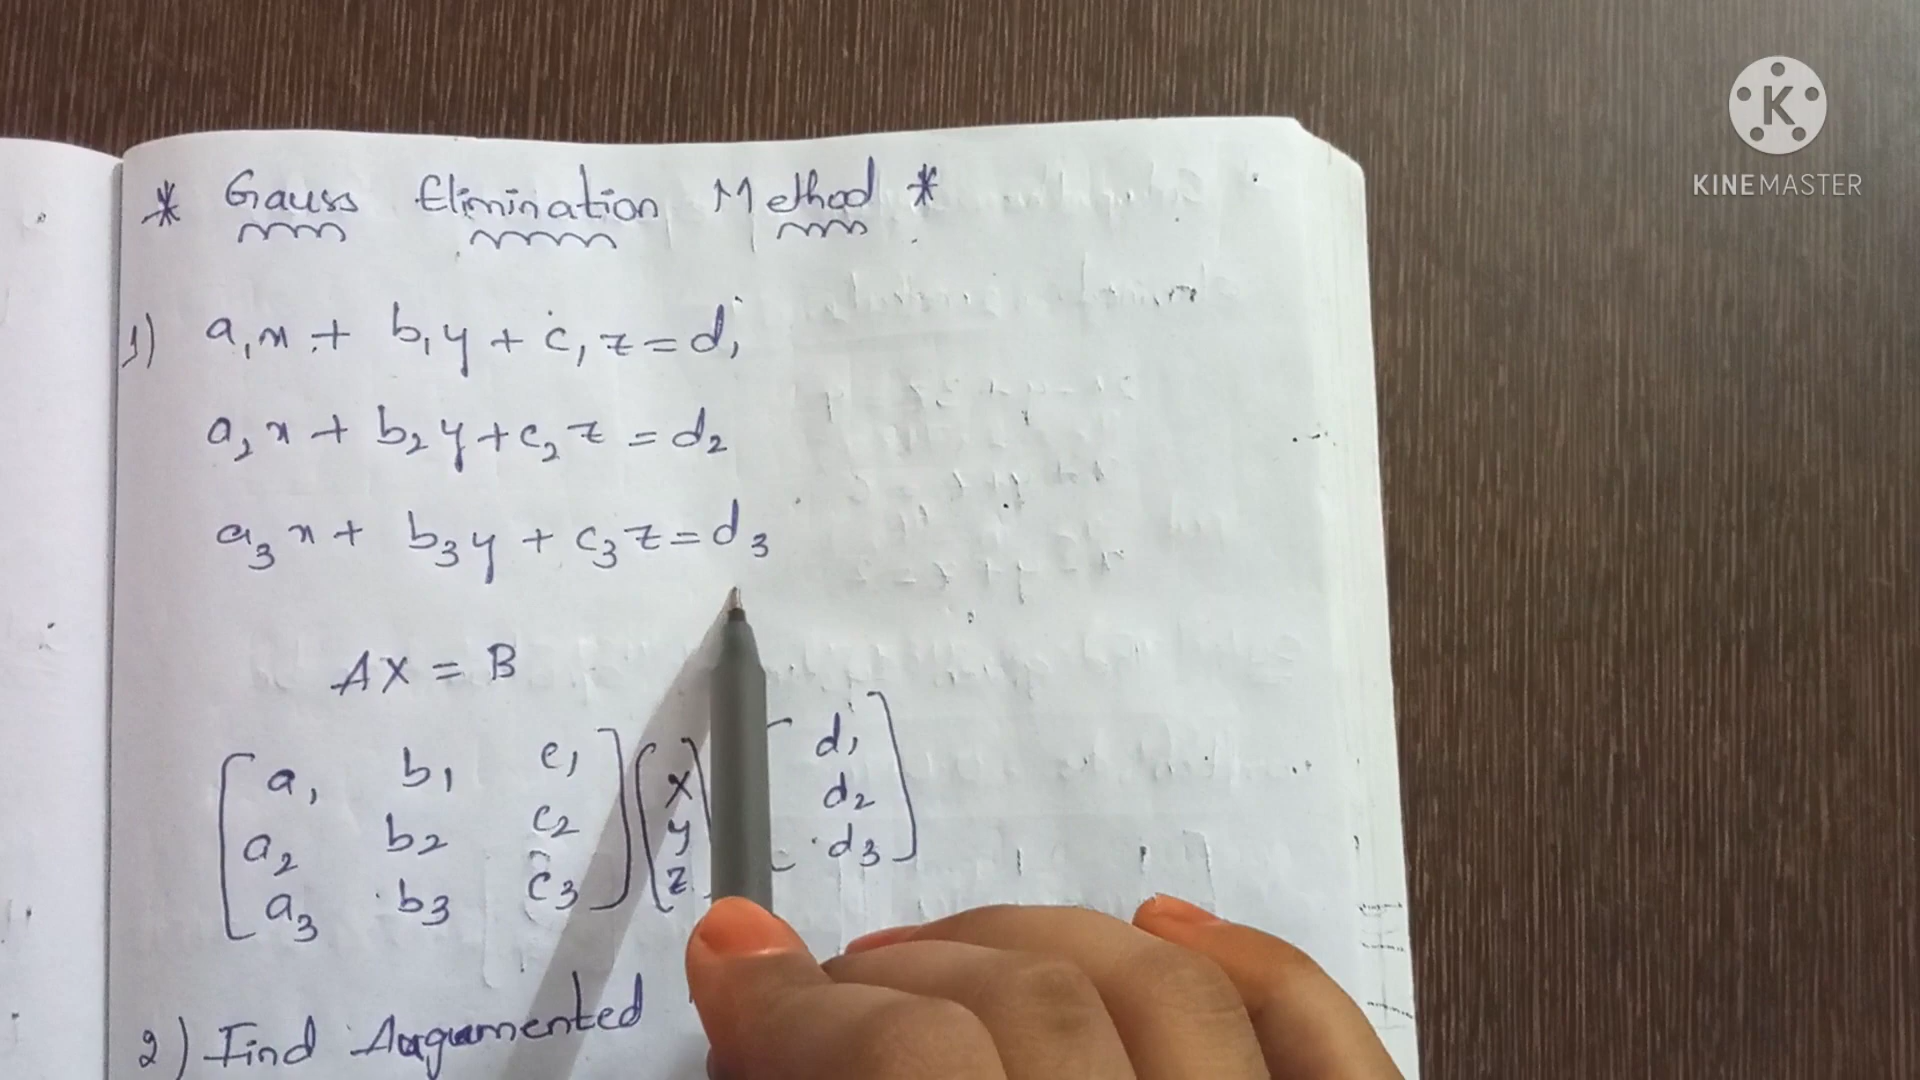 KINEMASTER
* Gauss Elimination Method *
1) a₁x + b₁y + c₁z = d₁
a₂x + b₂y + c₂z = d₂
a₃x + b₃y + c₃z = d₃
AX = B
a₁ b₁ c₁ x d₁
a₂ b₂ c₂ y d₂
a₃ b₃ c₃ z d₃
2) Find Augumented